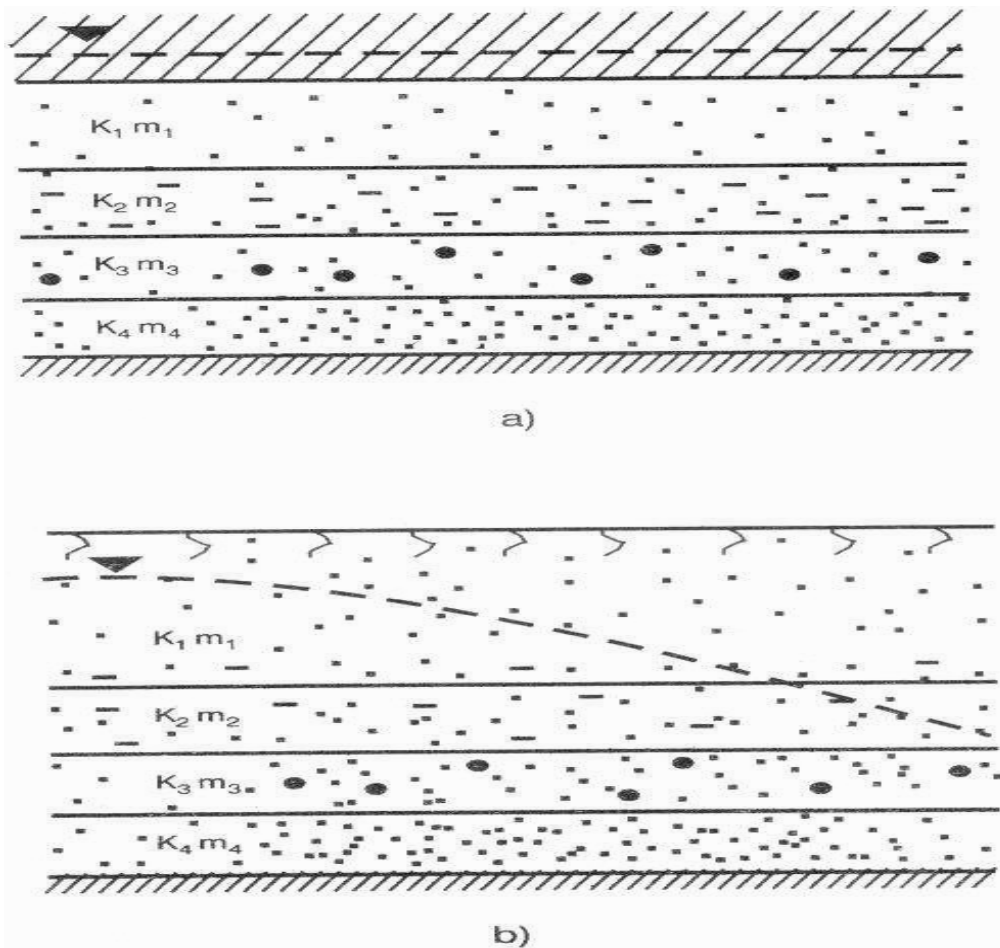 K₁ m₁
K₂ m₂
K₃ m₃
K₄ m₄
a)
K₁ m₁
K₂ m₂
K₃ m₃
K₄ m₄
b)